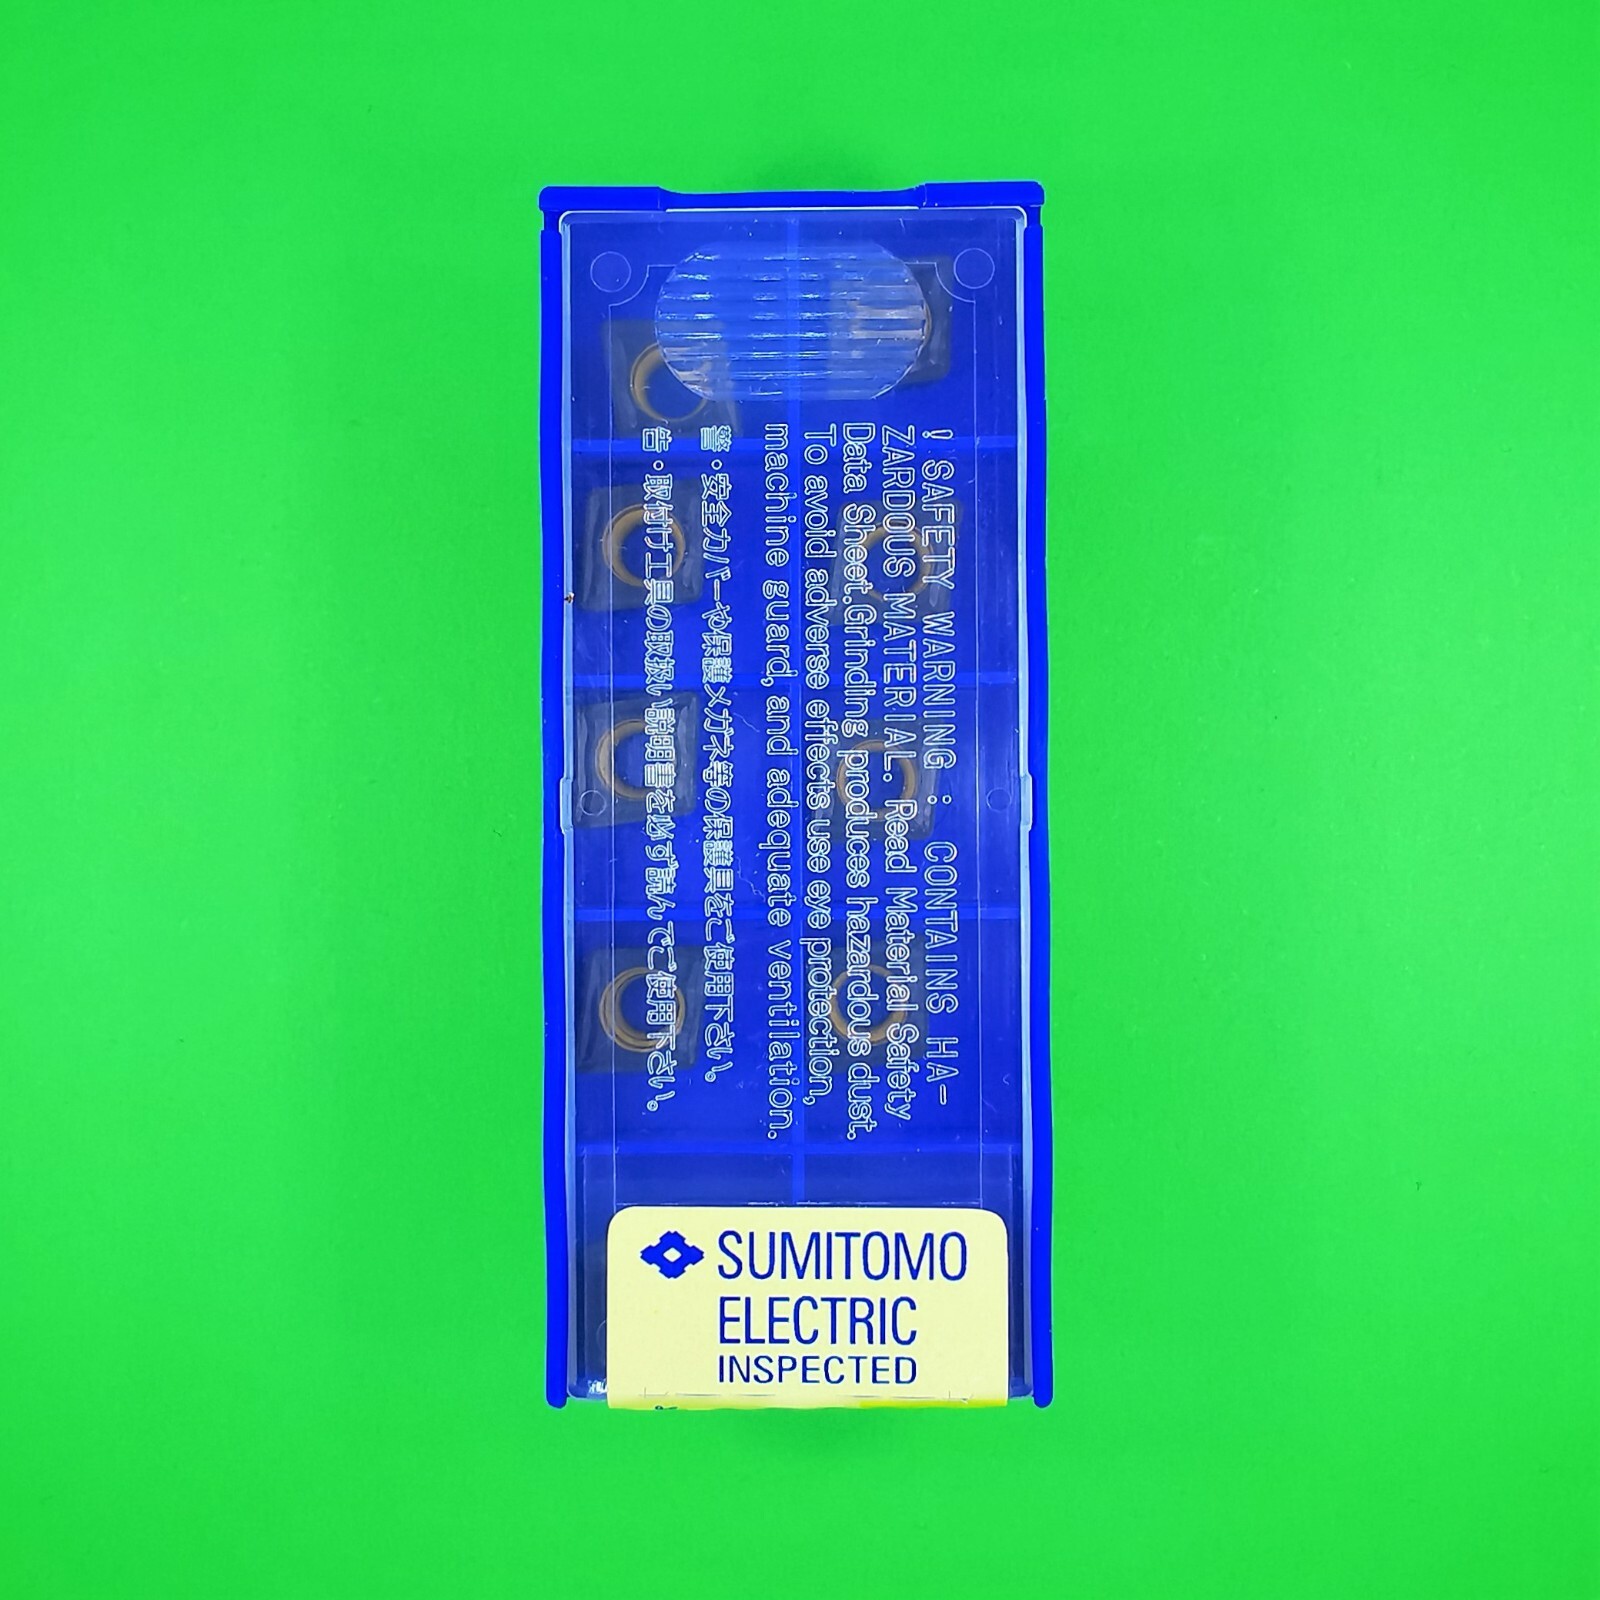 ! SAFETY WARNING : CONTAINS HA-
ZARDOUS MATERIAL. Read Material Safety
Data Sheet.Grinding produces hazardous dust.
To avoid adverse effects use eye protection,
machine guard, and adequate ventilation.
警・安全カバーや保護メガネ等の保護具をご使用下さい。
告・取付け工具の取扱い説明書を必ず読んでご使用下さい。
SUMITOMO
ELECTRIC
INSPECTED